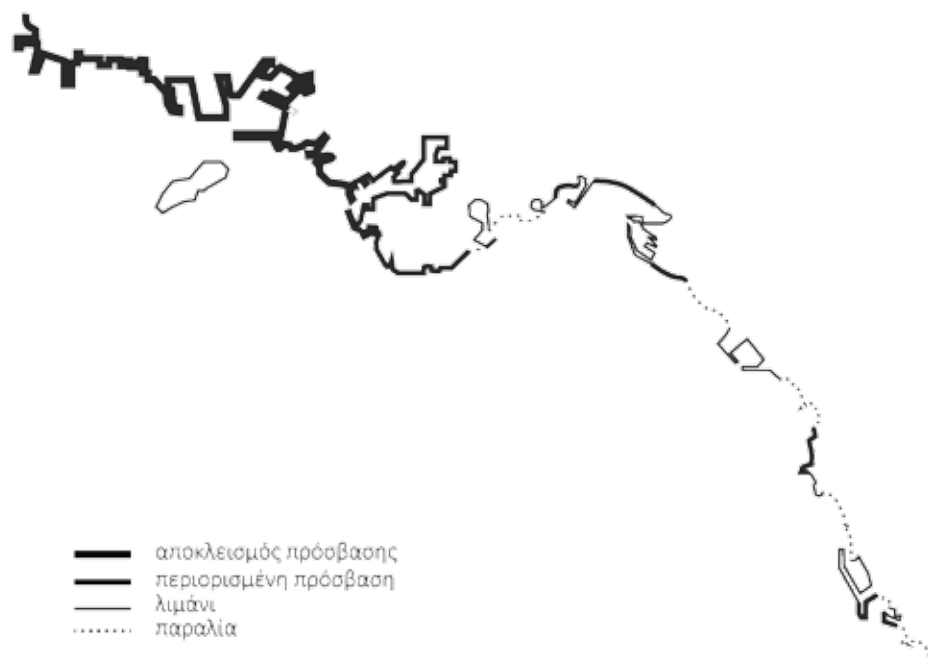 αποκλεισμός πρόσβασης
περιορισμένη πρόσβαση
λιμάνι
παραλία